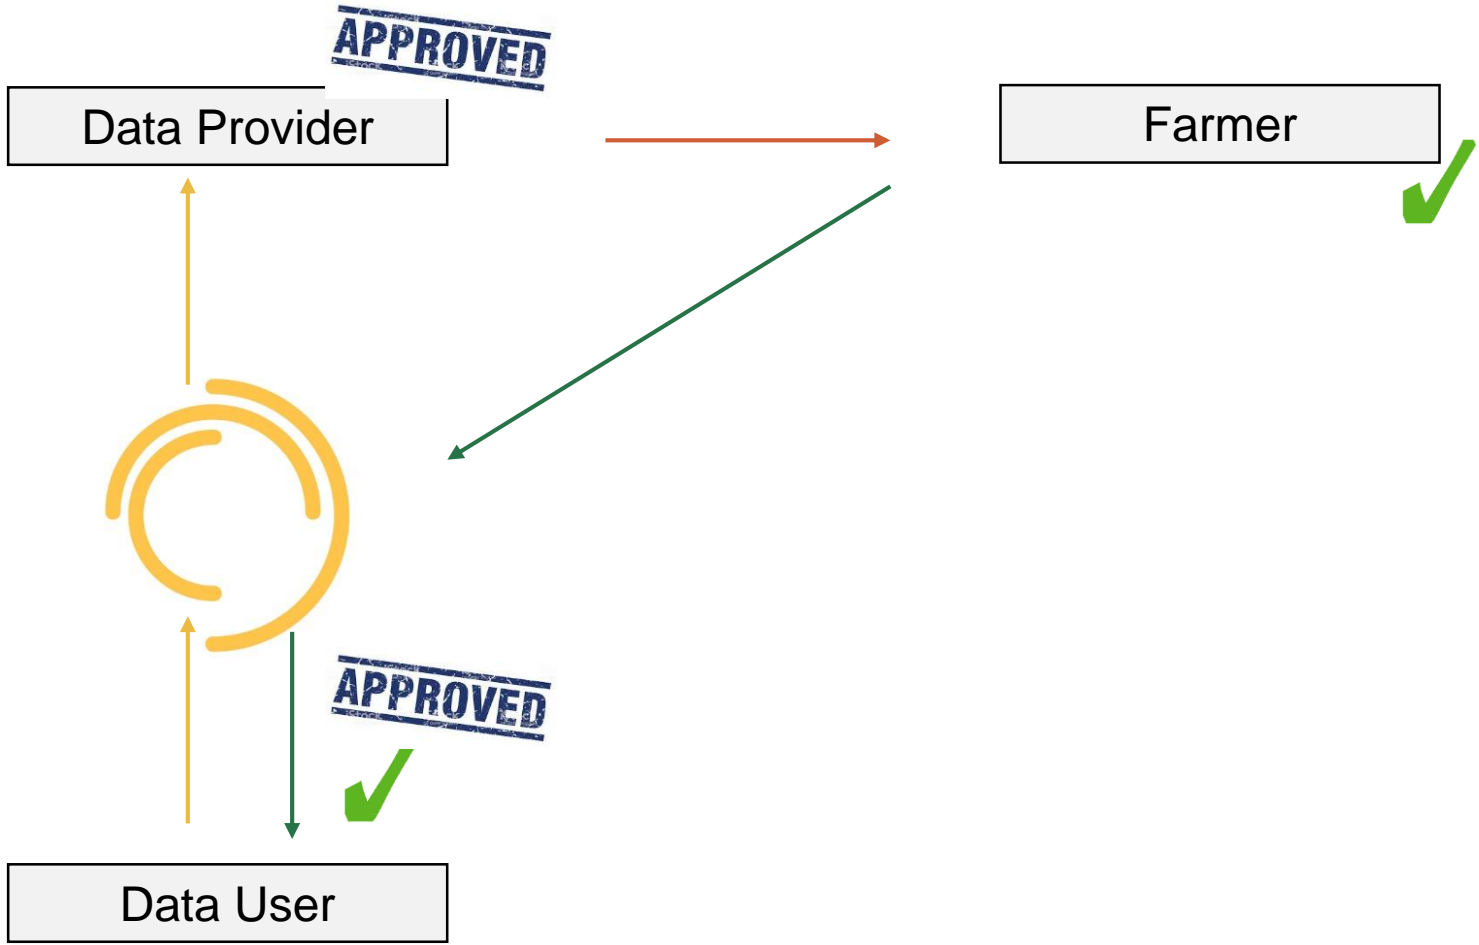 APPROVED
Data Provider
Farmer
APPROVED
Data User